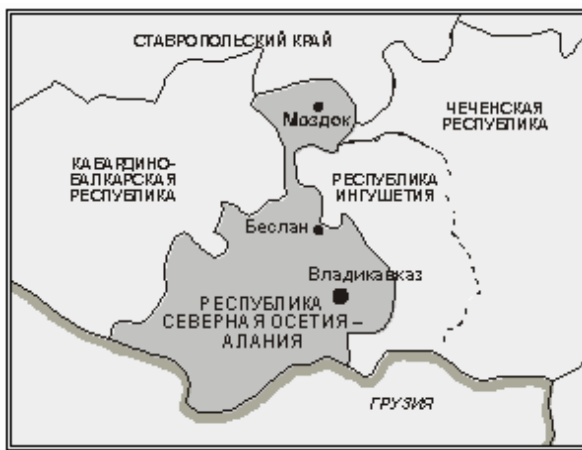 СТАВРОПОЛЬСКИЙ КРАЙ
Моздок
ЧЕЧЕНСКАЯ
РЕСПУБЛИКА
КАБАРДИНО-
БАЛКАРСКАЯ
РЕСПУБЛИКА
РЕСПУБЛИКА
ИНГУШЕТИЯ
Беслан
Владикавказ
РЕСПУБЛИКА
СЕВЕРНАЯ ОСЕТИЯ –
АЛАНИЯ
ГРУЗИЯ